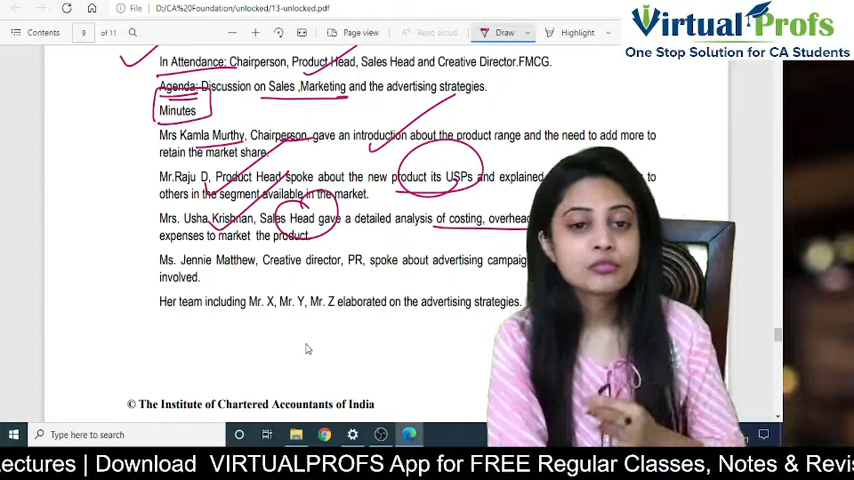 File
D:/CA Foundation/unlocked/13-unlocked.pdf
Virtual Profs
One Stop Solution for CA Students
Contents
9
of 11
Page view
Read aloud
Draw
Highlight
In Attendance: Chairperson, Product Head, Sales Head and Creative Director.FMCG.
Agenda: Discussion on Sales ,Marketing and the advertising strategies.
Minutes
Mrs Kamla Murthy, Chairperson, gave an introduction about the product range and the need to add more to
retain the market share.
Mr.Raju D, Product Head spoke about the new product its USPs and explained
to
others in the segment available in the market.
Mrs. Usha Krishnan, Sales Head gave a detailed analysis of costing, overhead
expenses to market the product.
Ms. Jennie Matthew, Creative director, PR, spoke about advertising campaig
involved.
Her team including Mr. X, Mr. Y, Mr. Z elaborated on the advertising strategies.
© The Institute of Chartered Accountants of India
Type here to search
ectures | Download VIRTUALPROFS App for FREE Regular Classes, Notes & Revis